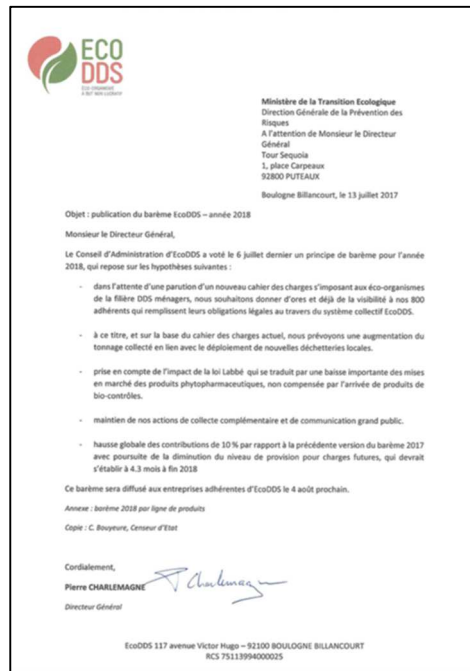 ECO
DDS
ÉCO-ORGANISME
À BUT NON LUCRATIF
Ministère de la Transition Ecologique
Direction Générale de la Prévention des
Risques
A l'attention de Monsieur le Directeur
Général
Tour Sequoia
1, place Carpeaux
92800 PUTEAUX
Boulogne Billancourt, le 13 juillet 2017
Objet : publication du barème EcoDDS – année 2018
Monsieur le Directeur Général,
Le Conseil d'Administration d'EcoDDS a voté le 6 juillet dernier un principe de barème pour l'année
2018, qui repose sur les hypothèses suivantes :
- dans l'attente d'une parution d'un nouveau cahier des charges s'imposant aux éco-organismes
de la filière DDS ménagers, nous souhaitons donner d'ores et déjà de la visibilité à nos 800
adhérents qui remplissent leurs obligations légales au travers du système collectif EcoDDS.
- à ce titre, et sur la base du cahier des charges actuel, nous prévoyons une augmentation du
tonnage collecté en lien avec le déploiement de nouvelles déchetteries locales.
- prise en compte de l'impact de la loi Labbé qui se traduit par une baisse importante des mises
en marché des produits phytopharmaceutiques, non compensée par l'arrivée de produits de
bio-contrôles.
- maintien de nos actions de collecte complémentaire et de communication grand public.
- hausse globale des contributions de 10 % par rapport à la précédente version du barème 2017
avec poursuite de la diminution du niveau de provision pour charges futures, qui devrait
s'établir à 4.3 mois à fin 2018
Ce barème sera diffusé aux entreprises adhérentes d'EcoDDS le 4 août prochain.
Annexe : barème 2018 par ligne de produits
Copie : C. Bouyeure, Censeur d'Etat
Cordialement,
Pierre CHARLEMAGNE
P Charlemagne
Directeur Général
EcoDDS 117 avenue Victor Hugo – 92100 BOULOGNE BILLANCOURT
RCS 75113994000025